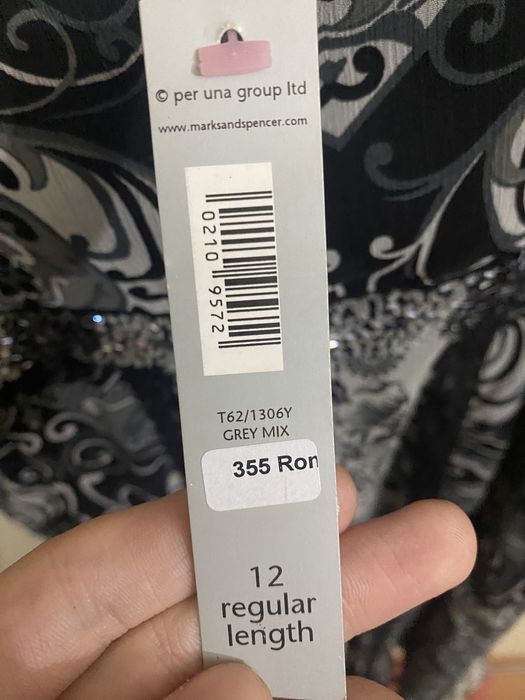 © per una group ltd
www.marksandspencer.com
0210 9572
T62/1306Y
GREY MIX
355 Ron
12
regular
length